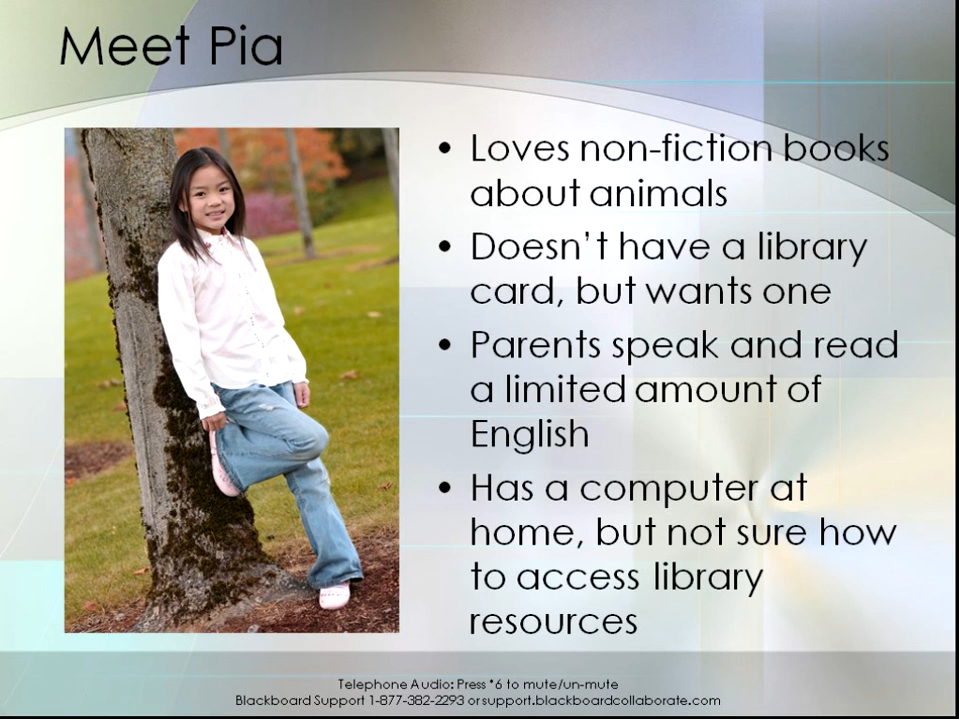 Meet Pia
• Loves non-fiction books
about animals
• Doesn't have a library
card, but wants one
• Parents speak and read
a limited amount of
English
• Has a computer at
home, but not sure how
to access library
resources
Telephone Audio: Press *6 to mute/un-mute
Blackboard Support 1-877-382-2293 or support.blackboardcollaborate.com